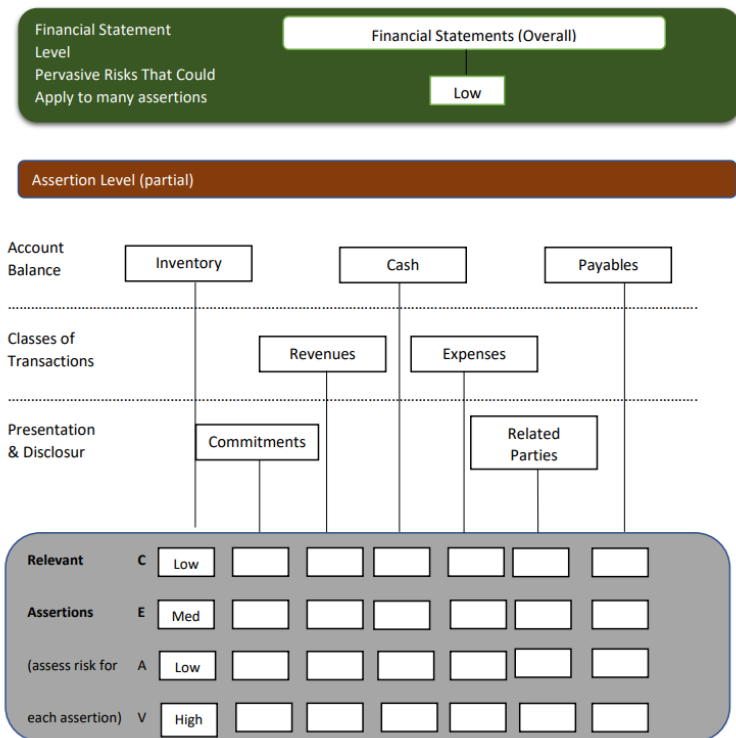 Financial Statement
Level
Pervasive Risks That Could
Apply to many assertions
Financial Statements (Overall)
Low
Assertion Level (partial)
Account
Balance
Inventory
Cash
Payables
Classes of
Transactions
Revenues
Expenses
Presentation
& Disclosur
Commitments
Related
Parties
Relevant C Low
Assertions E Med
(assess risk for A Low
each assertion) V High